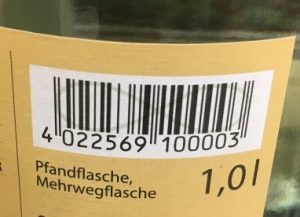 4 022569 100003
Pfandflasche,
Mehrwegflasche
1,0 l